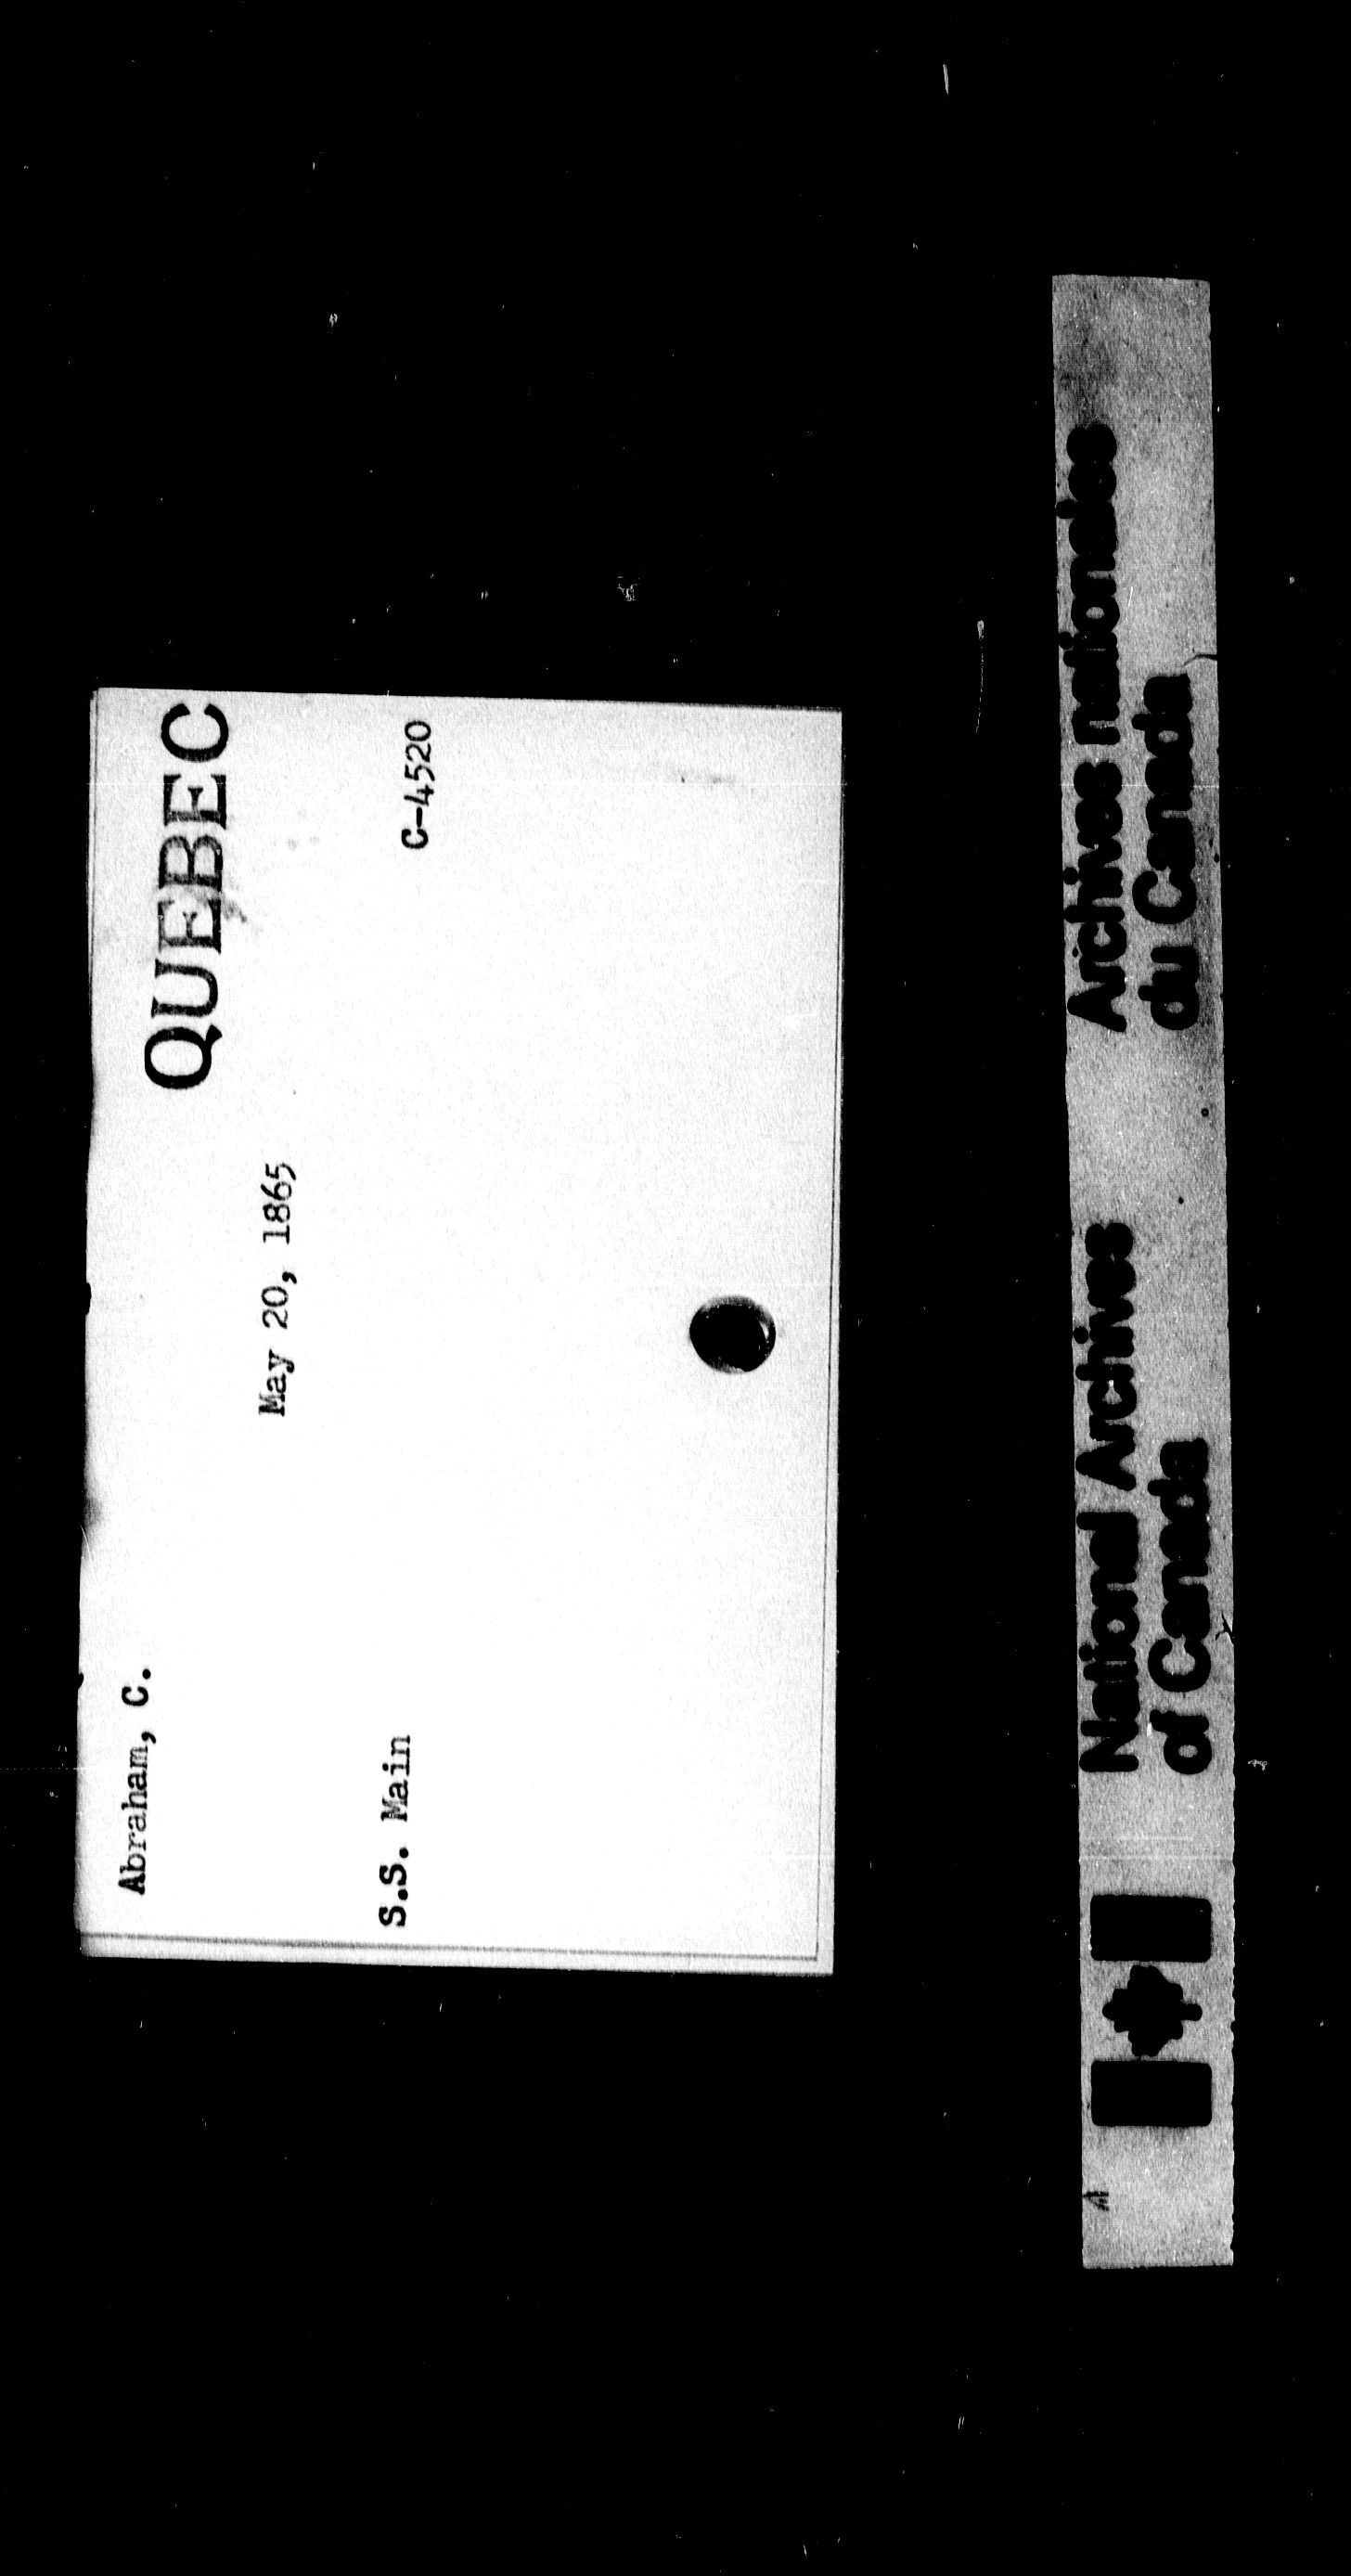 Abraham, C.
QUEBEC
May 20, 1865
S.S. Main
C-4520
National Archives
of Canada
Archives nationales
du Canada